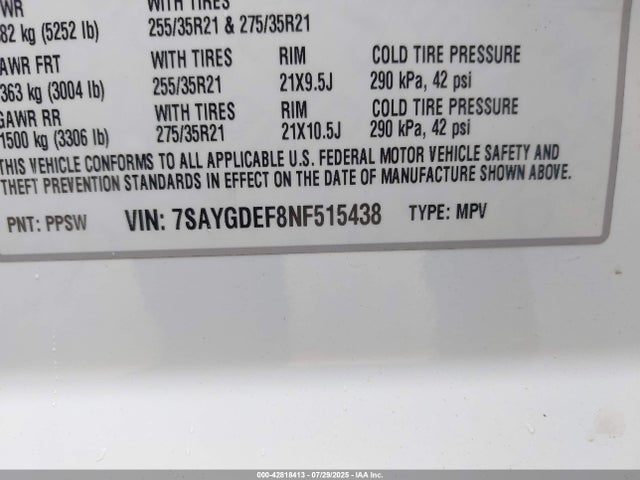 WR WITH TIRES
82 kg (5252 lb) 255/35R21 & 275/35R21
AWR FRT WITH TIRES RIM COLD TIRE PRESSURE
363 kg (3004 lb) 255/35R21 21X9.5J 290 kPa, 42 psi
GAWR RR WITH TIRES RIM COLD TIRE PRESSURE
1500 kg (3306 lb) 275/35R21 21X10.5J 290 kPa, 42 psi
THIS VEHICLE CONFORMS TO ALL APPLICABLE U.S. FEDERAL MOTOR VEHICLE SAFETY AND
THEFT PREVENTION STANDARDS IN EFFECT ON THE DATE OF MANUFACTURE SHOWN ABOVE.
PNT: PPSW VIN: 7SAYGDEF8NF515438 TYPE: MPV
000-42818413 - 07/29/2025 - IAAI.COM